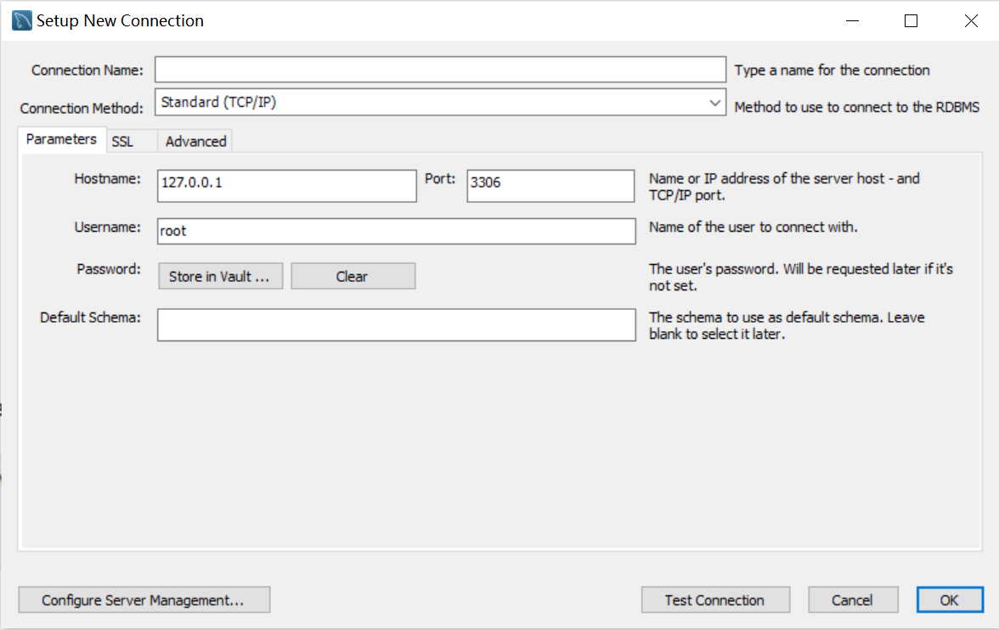 Setup New Connection
Connection Name:
Type a name for the connection
Connection Method:
Standard (TCP/IP)
Method to use to connect to the RDBMS
Parameters
SSL
Advanced
Hostname:
127.0.0.1
Port:
3306
Name or IP address of the server host - and
TCP/IP port.
Username:
root
Name of the user to connect with.
Password:
Store in Vault ...
Clear
The user's password. Will be requested later if it's
not set.
Default Schema:
The schema to use as default schema. Leave
blank to select it later.
Configure Server Management...
Test Connection
Cancel
OK